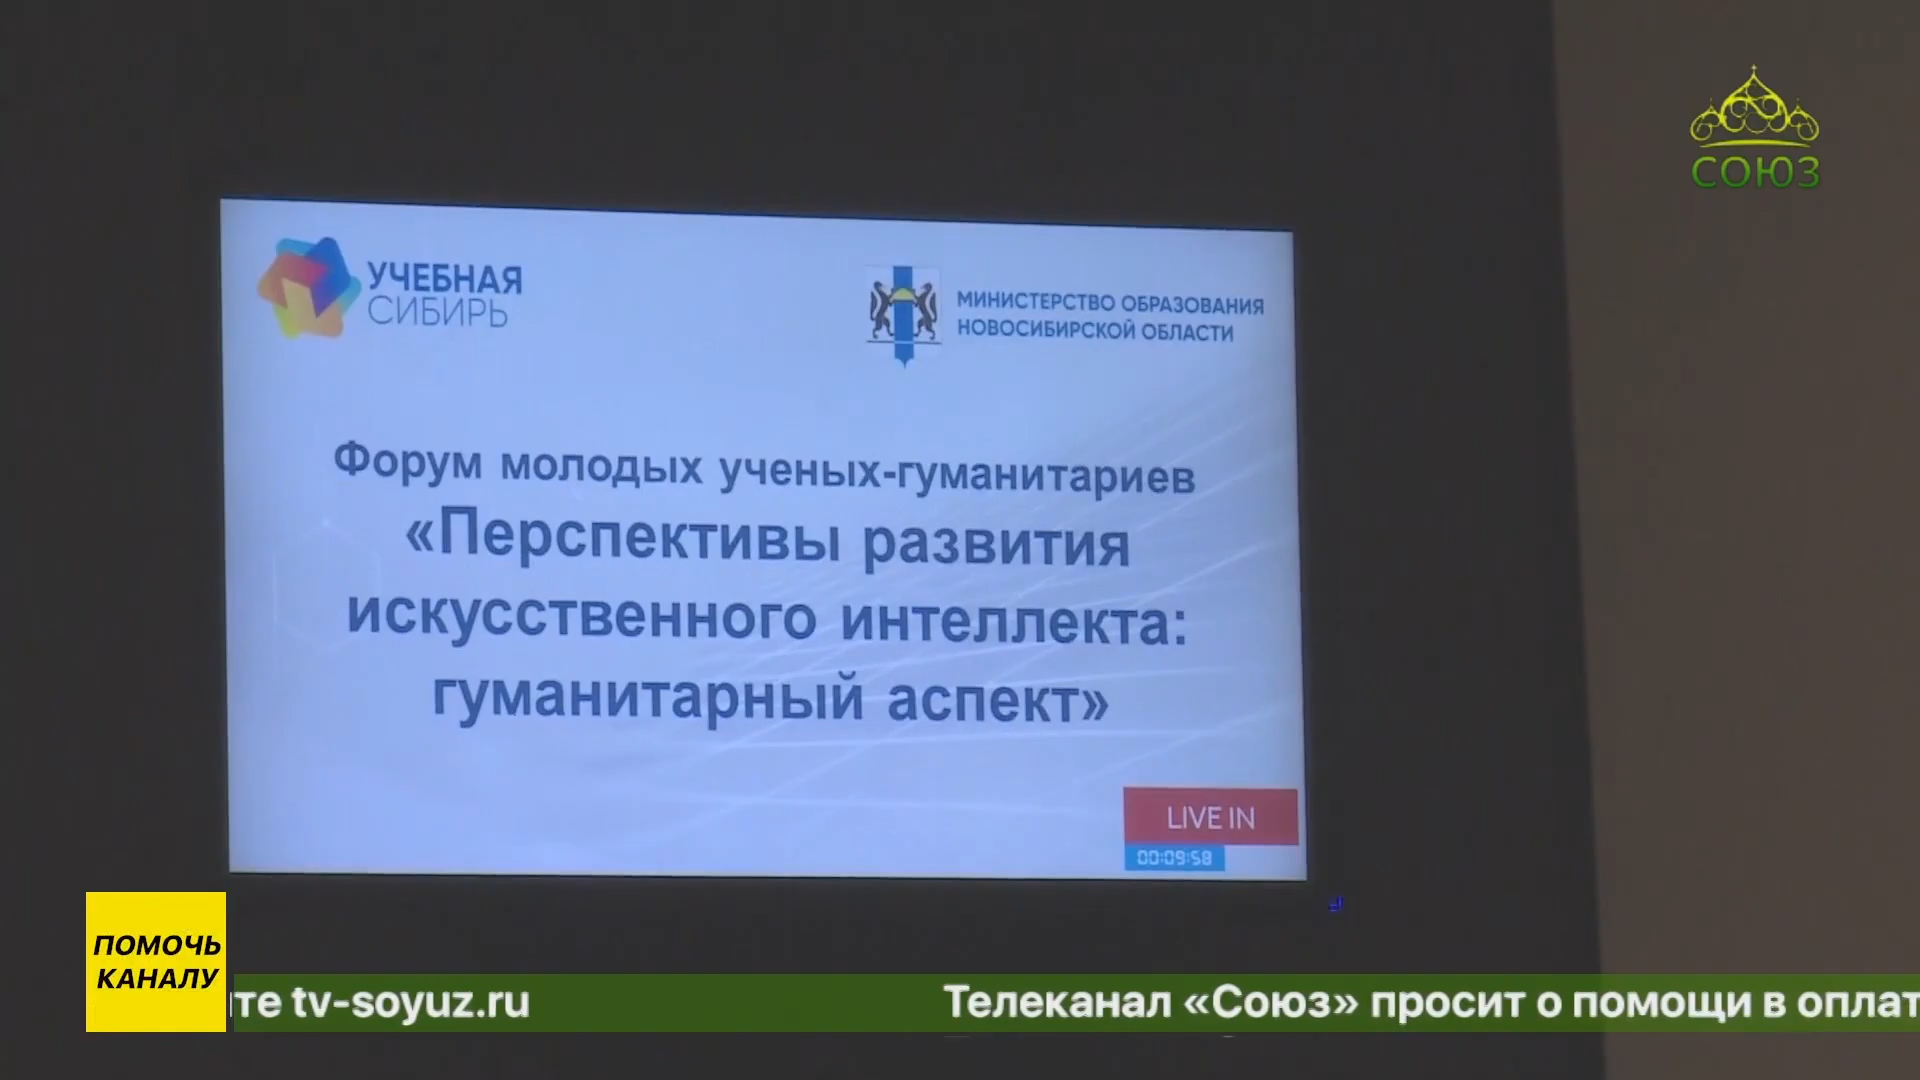 СОЮЗ
УЧЕБНАЯ
СИБИРЬ
МИНИСТЕРСТВО ОБРАЗОВАНИЯ
НОВОСИБИРСКОЙ ОБЛАСТИ
Форум молодых ученых-гуманитариев
«Перспективы развития
искусственного интеллекта:
гуманитарный аспект»
LIVE IN
00:09:58
ПОМОЧЬ
КАНАЛУ
tv-soyuz.ru
Телеканал «Союз» просит о помощи в